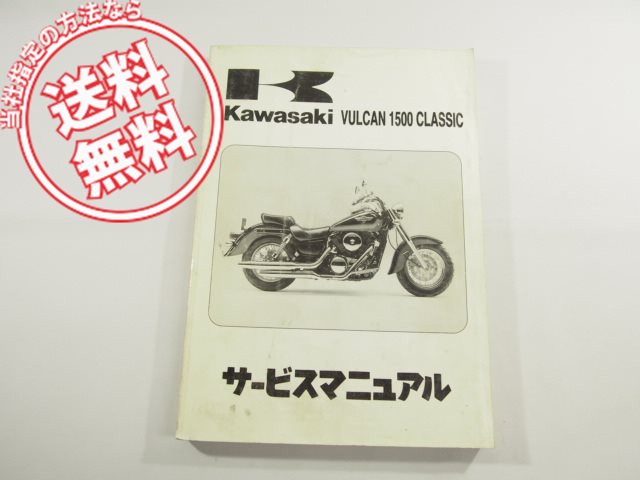 当社指定の方法なら
送料
無料
Kawasaki VULCAN 1500 CLASSIC
サービスマニュアル